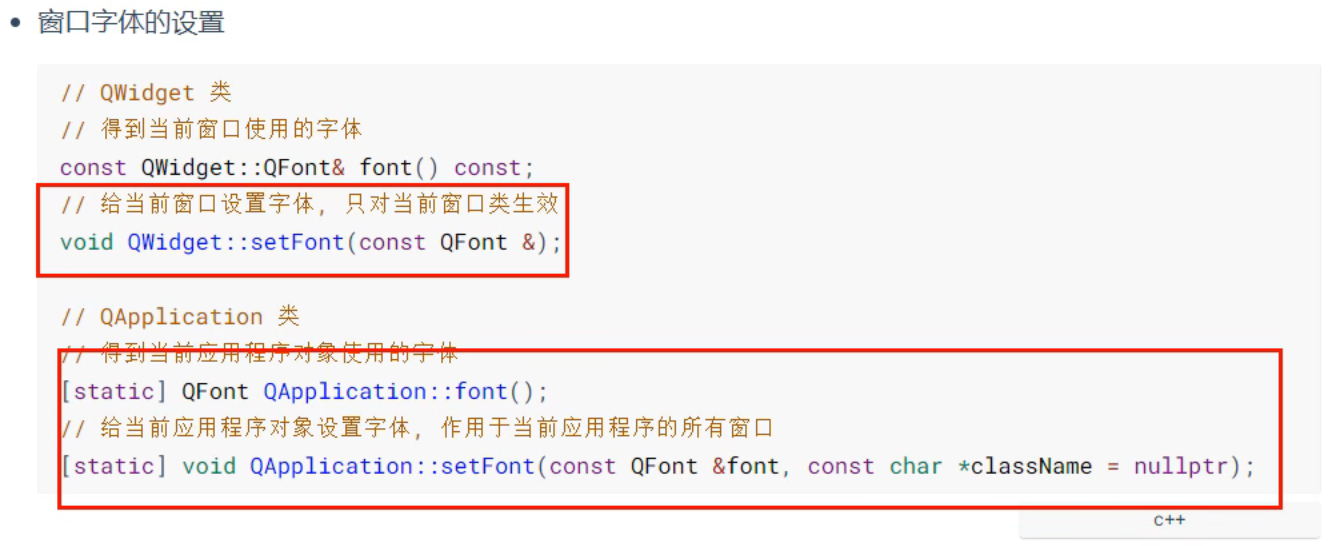 • 窗口字体的设置
// QWidget 类
// 得到当前窗口使用的字体
const QWidget::QFont& font() const;
// 给当前窗口设置字体, 只对当前窗口类生效
void QWidget::setFont(const QFont &);
// QApplication 类
// 得到当前应用程序对象使用的字体
[static] QFont QApplication::font();
// 给当前应用程序对象设置字体, 作用于当前应用程序的所有窗口
[static] void QApplication::setFont(const QFont &font, const char *className = nullptr);
c++